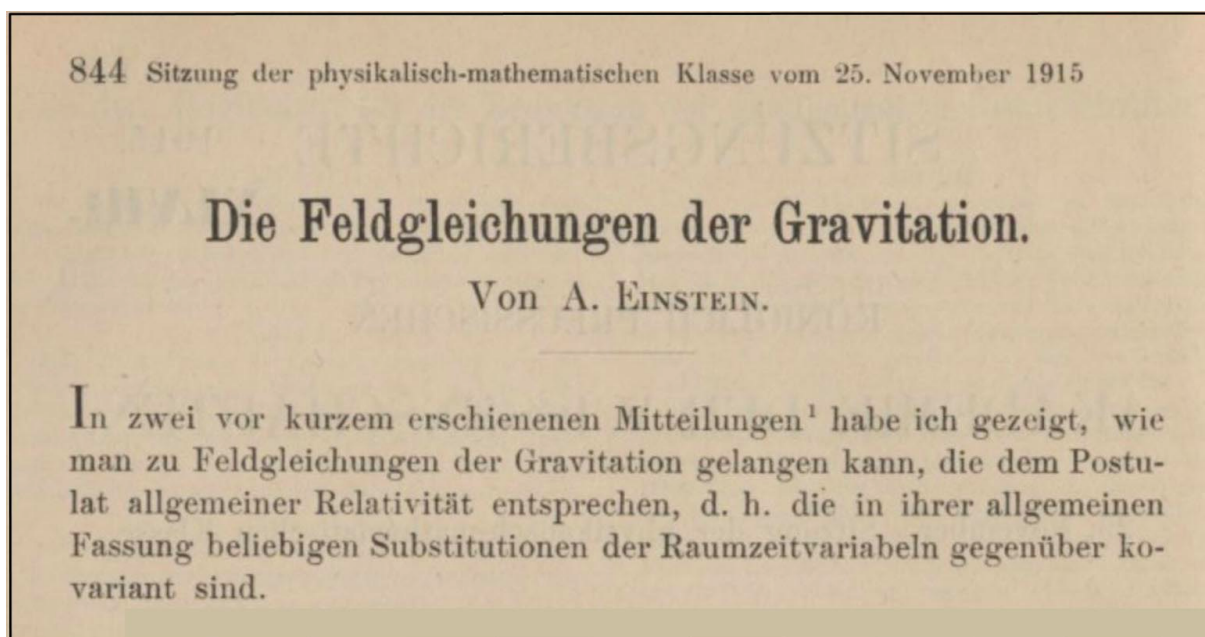 844 Sitzung der physikalisch-mathematischen Klasse vom 25. November 1915
Die Feldgleichungen der Gravitation.
Von A. Einstein.
In zwei vor kurzem erschienenen Mitteilungen¹ habe ich gezeigt, wie
man zu Feldgleichungen der Gravitation gelangen kann, die dem Postu-
lat allgemeiner Relativität entsprechen, d. h. die in ihrer allgemeinen
Fassung beliebigen Substitutionen der Raumzeitvariabeln gegenüber ko-
variant sind.